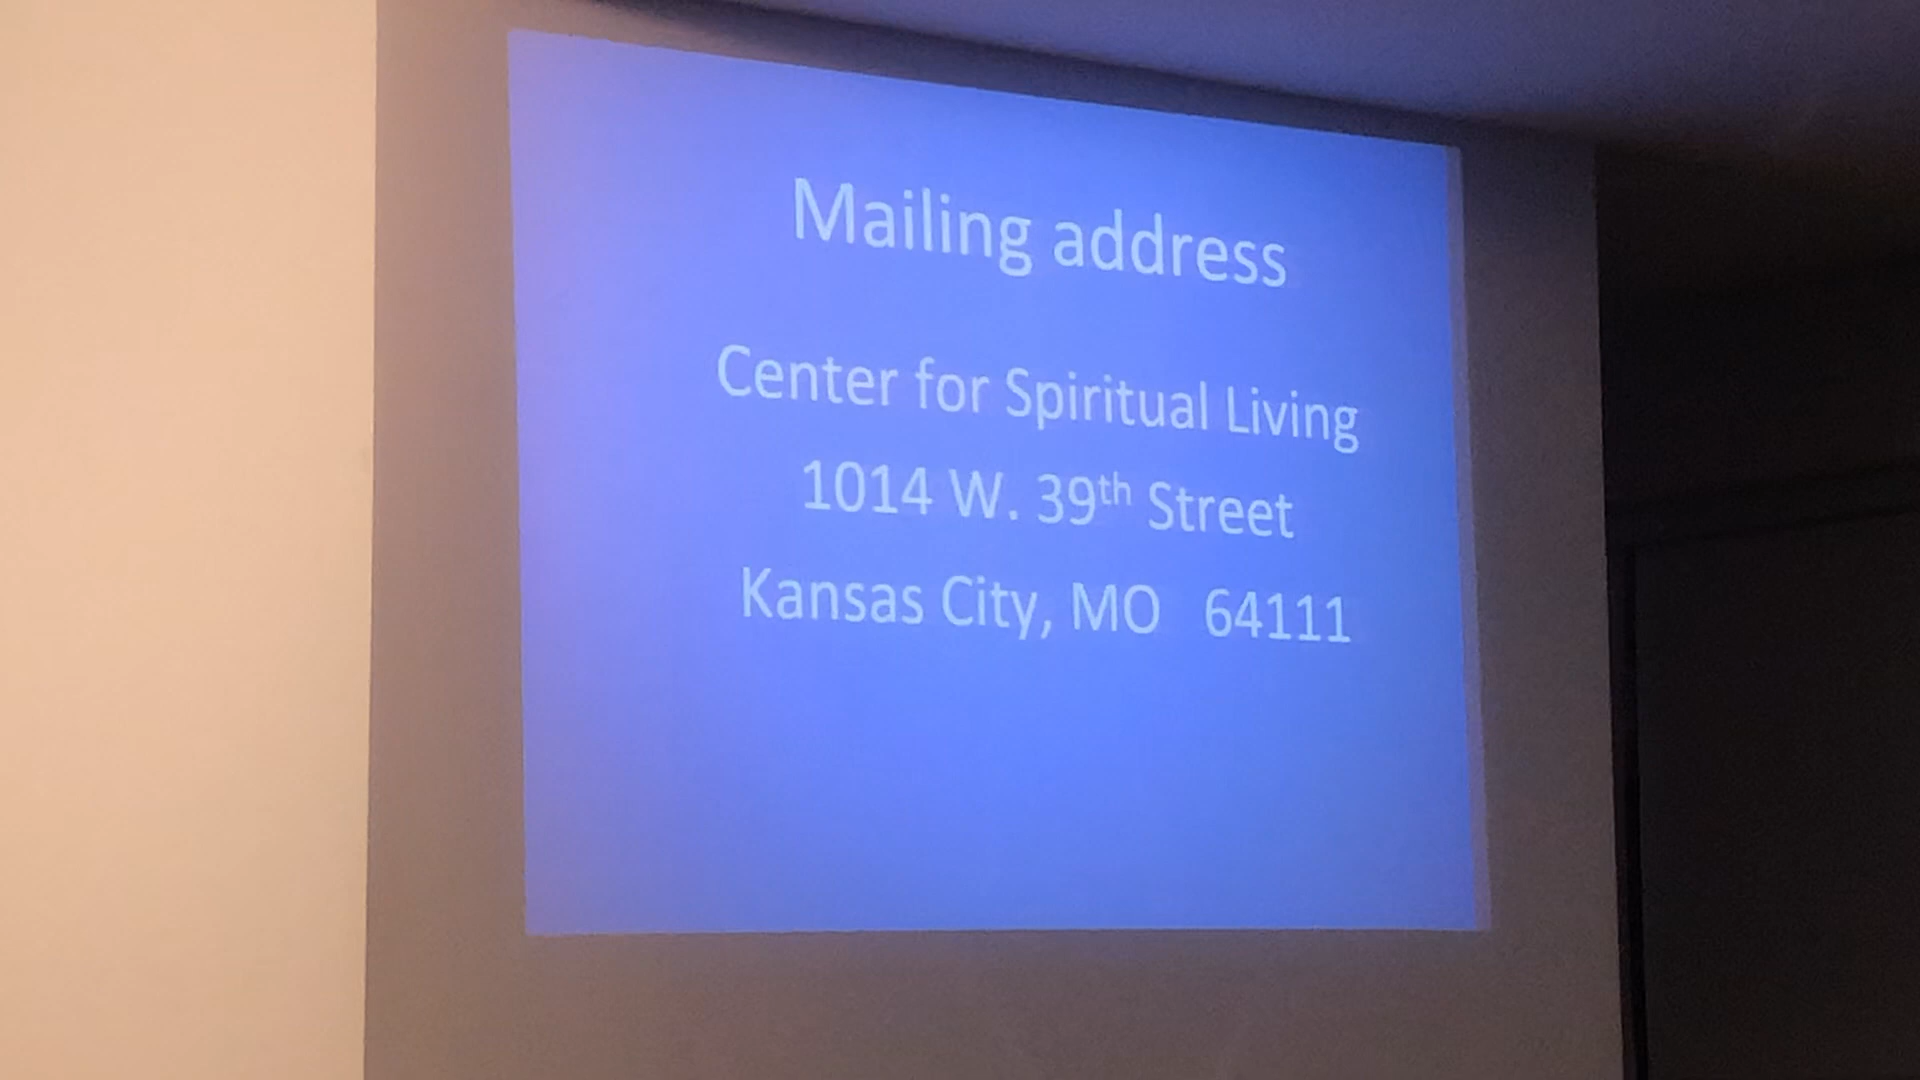 Mailing address
Center for Spiritual Living
1014 W. 39th Street
Kansas City, MO 64111